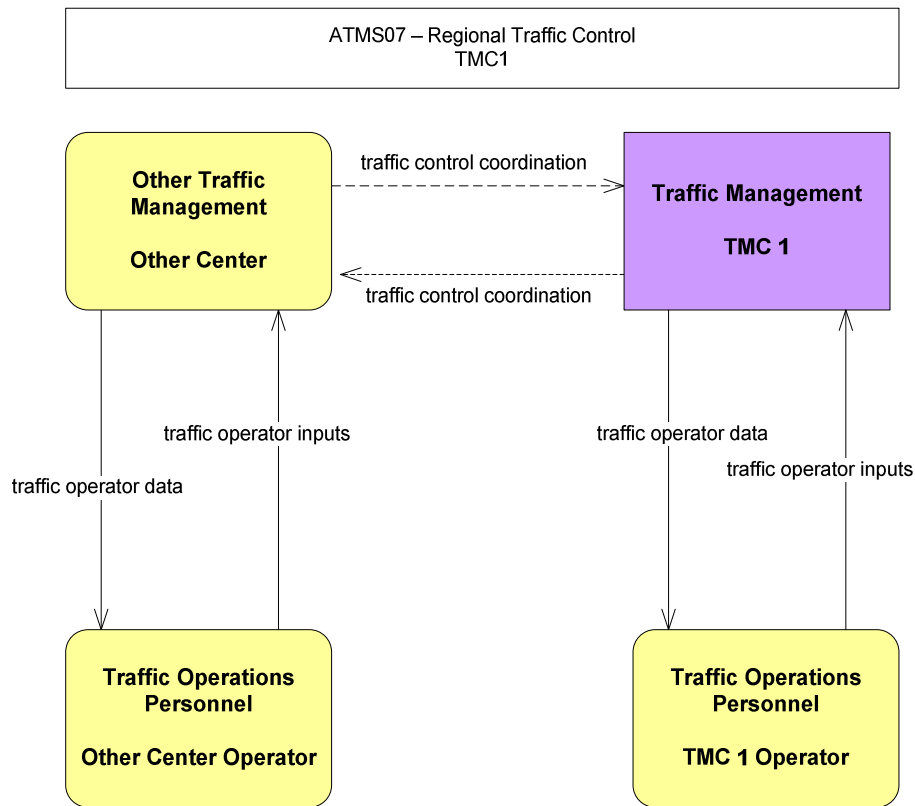 ATMS07 – Regional Traffic Control
TMC1
Other Traffic
Management
Other Center
traffic control coordination
Traffic Management
TMC 1
traffic control coordination
traffic operator inputs
traffic operator data
traffic operator data
traffic operator inputs
Traffic Operations
Personnel
Other Center Operator
Traffic Operations
Personnel
TMC 1 Operator